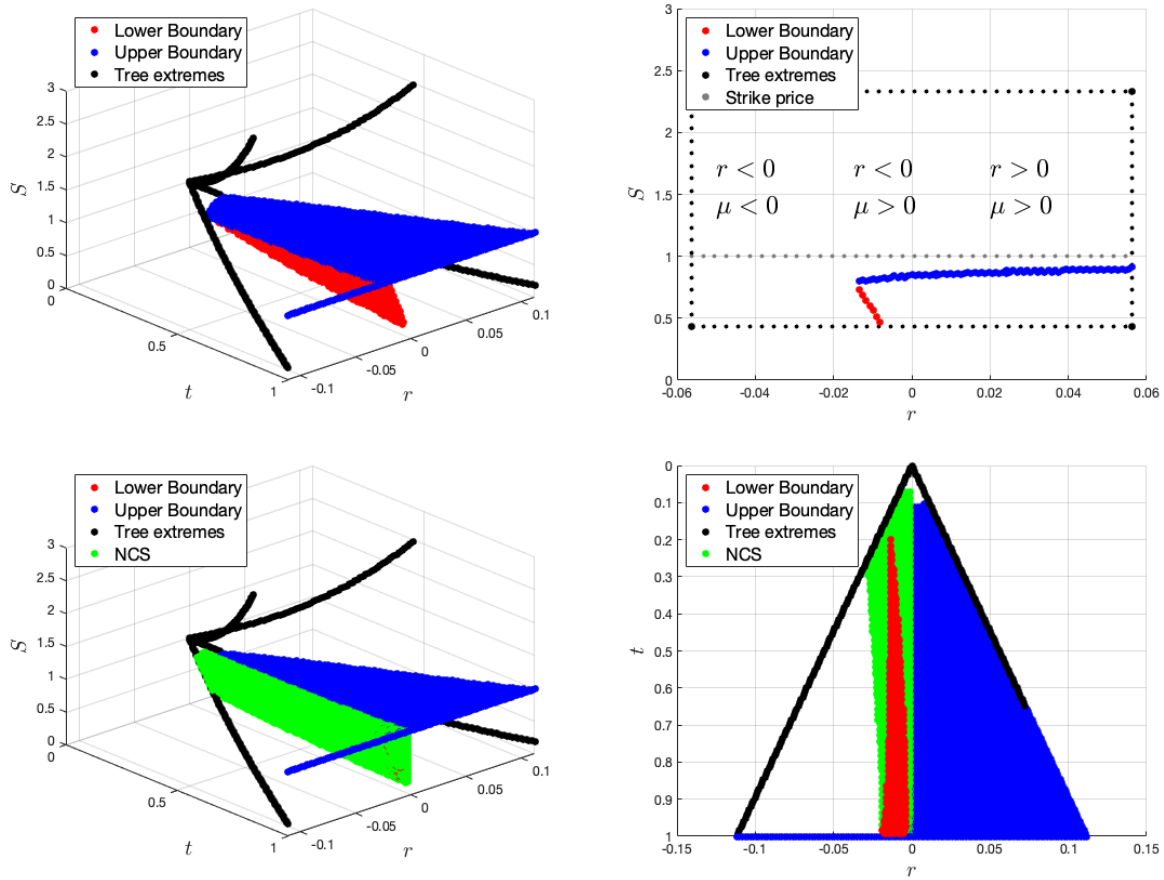 Lower Boundary
Upper Boundary
Tree extremes
3
2.5
2
1.5
1
0.5
0
S
0
0.5
1
t
-0.1
-0.05
0
0.05
0.1
r
Lower Boundary
Upper Boundary
Tree extremes
Strike price
3
2.5
2
1.5
1
0.5
0
S
r < 0 r < 0 r > 0
μ < 0 μ > 0 μ > 0
-0.06 -0.04 -0.02 0 0.02 0.04 0.06
r
Lower Boundary
Upper Boundary
Tree extremes
NCS
3
2.5
2
1.5
1
0.5
0
S
0
0.5
1
t
-0.1
-0.05
0
0.05
0.1
r
Lower Boundary
Upper Boundary
Tree extremes
NCS
0
0.1
0.2
0.3
0.4
0.5
0.6
0.7
0.8
0.9
1
t
-0.15 -0.1 -0.05 0 0.05 0.1 0.15
r